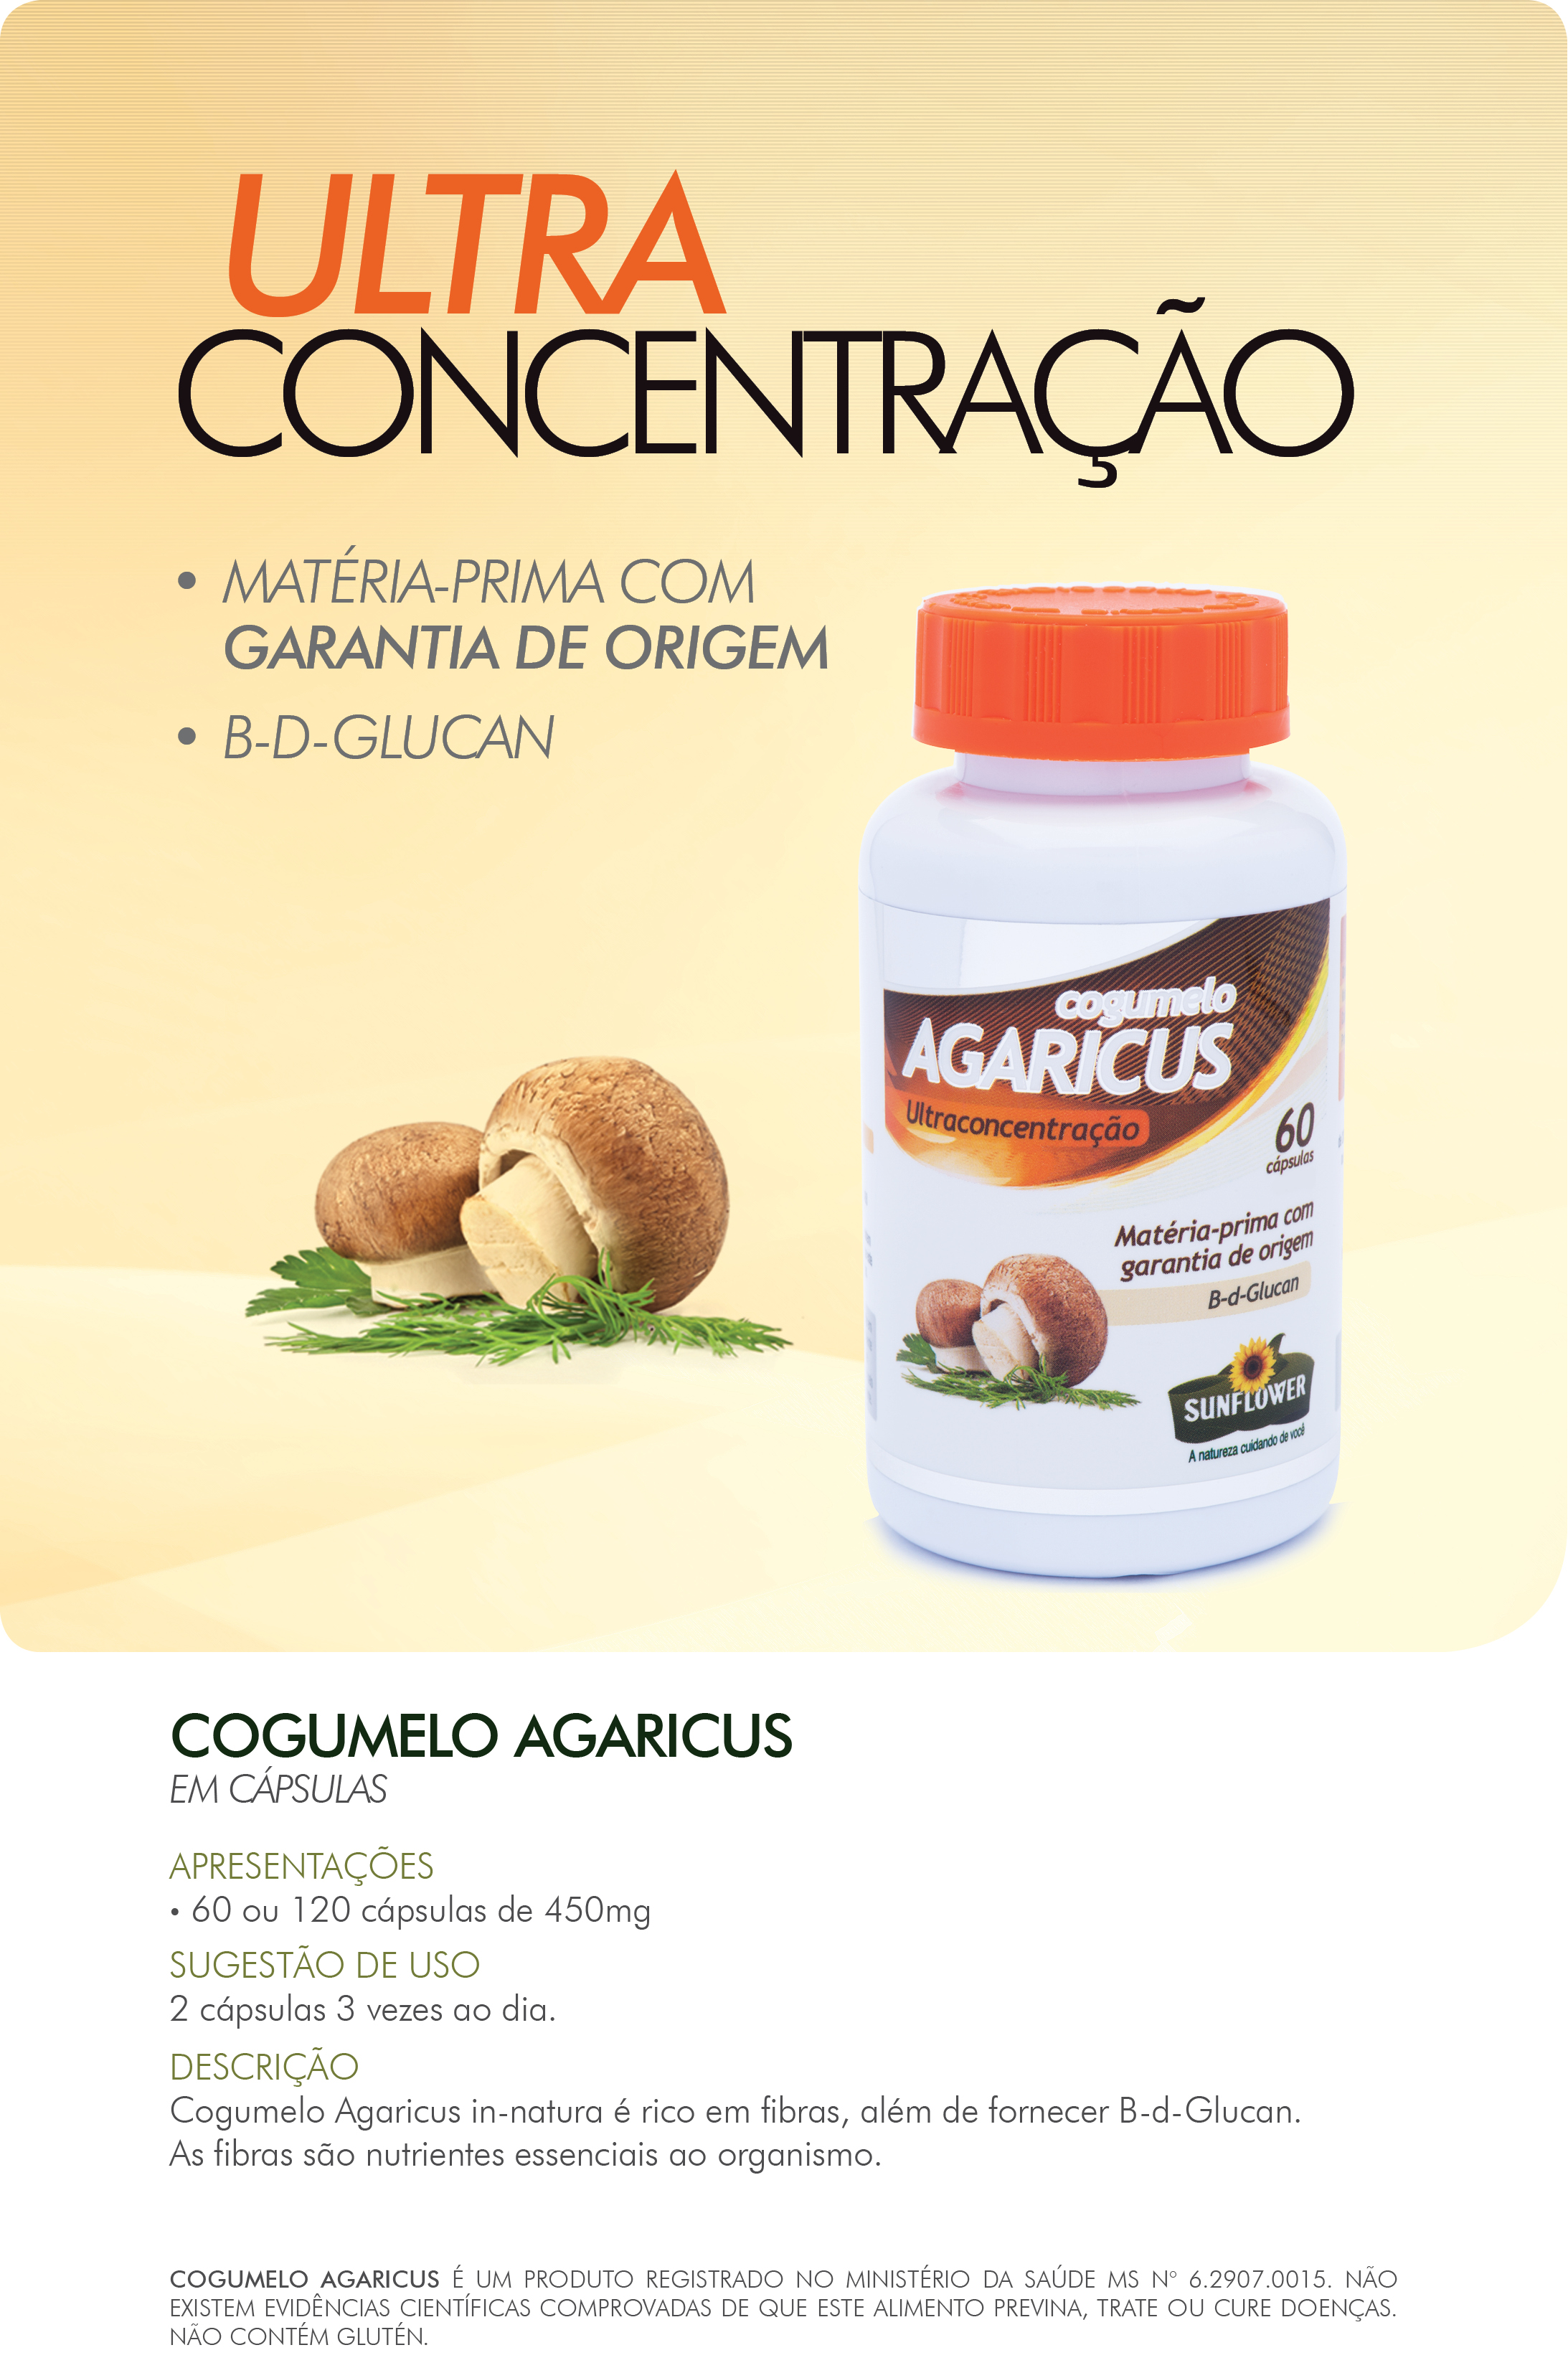 ULTRA
CONCENTRAÇÃO
• MATÉRIA-PRIMA COM
GARANTIA DE ORIGEM
• B-D-GLUCAN
cogumelo
AGARICUS
Ultraconcentração
60
cápsulas
Matéria-prima com
garantia de origem
B-d-Glucan
SUNFLOWER
A natureza cuidando de você
COGUMELO AGARICUS
EM CÁPSULAS
APRESENTAÇÕES
• 60 ou 120 cápsulas de 450mg
SUGESTÃO DE USO
2 cápsulas 3 vezes ao dia.
DESCRIÇÃO
Cogumelo Agaricus in-natura é rico em fibras, além de fornecer B-d-Glucan.
As fibras são nutrientes essenciais ao organismo.
COGUMELO AGARICUS É UM PRODUTO REGISTRADO NO MINISTÉRIO DA SAÚDE MS N° 6.2907.0015. NÃO
EXISTEM EVIDÊNCIAS CIENTÍFICAS COMPROVADAS DE QUE ESTE ALIMENTO PREVINA, TRATE OU CURE DOENÇAS.
NÃO CONTÉM GLUTÉN.